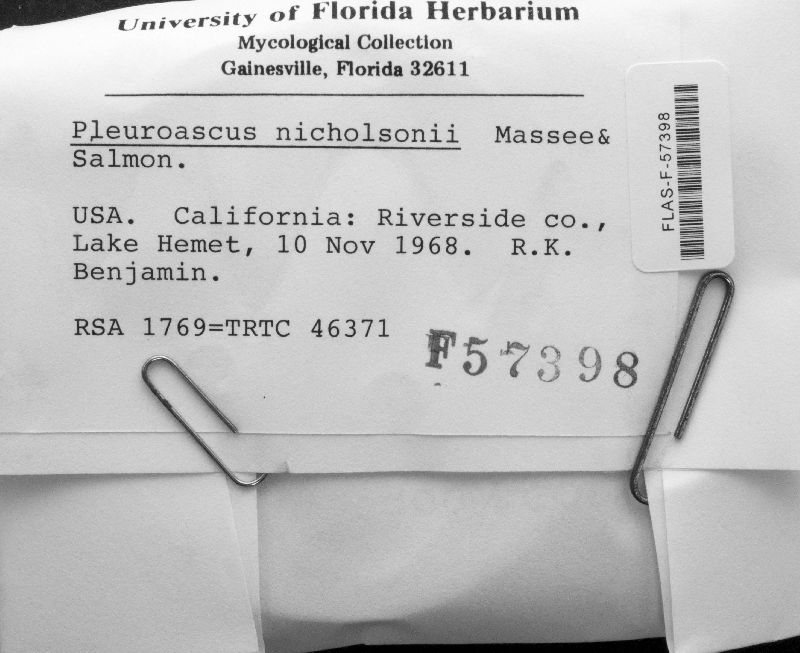 University of Florida Herbarium
Mycological Collection
Gainesville, Florida 32611
Pleuroascus nicholsonii Massee&
Salmon.
USA. California: Riverside co.,
Lake Hemet, 10 Nov 1968. R.K.
Benjamin.
RSA 1769=TRTC 46371
F57398
FLAS-F-57398